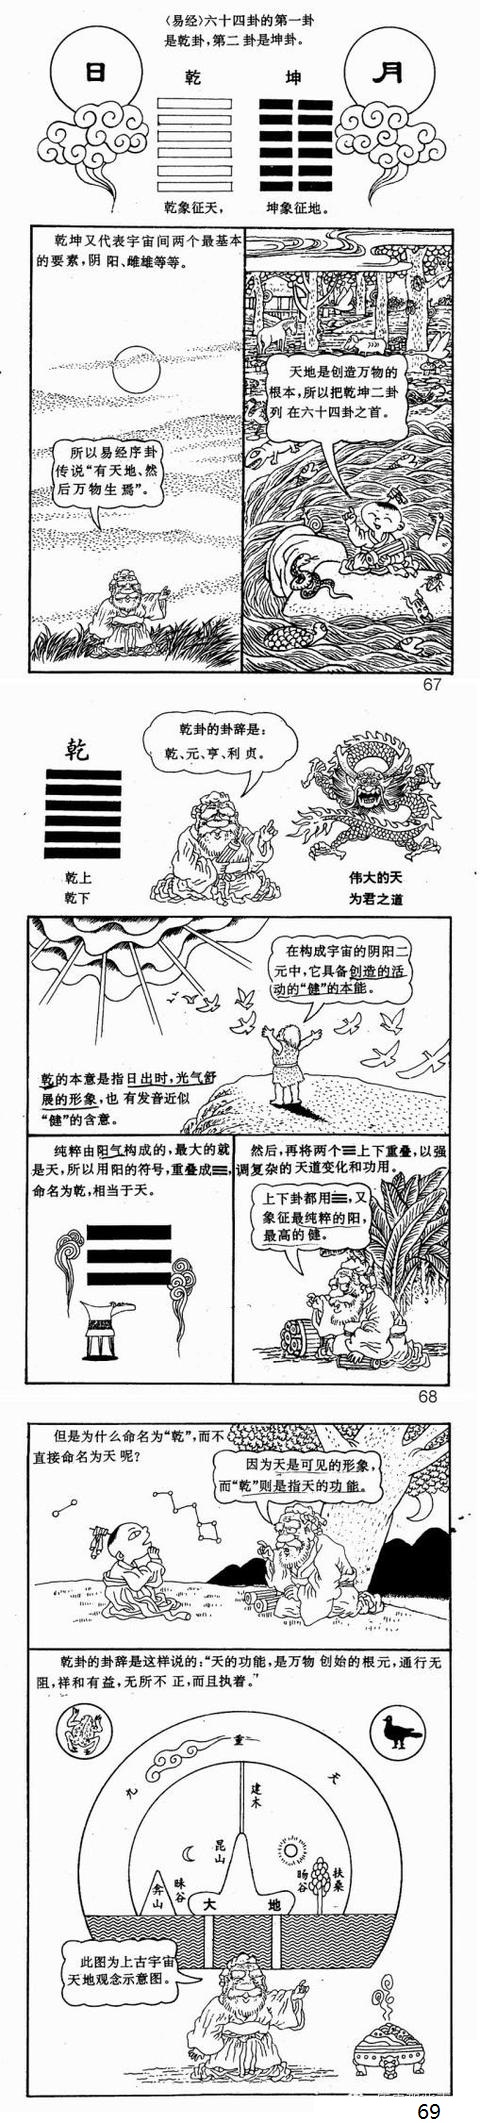 〈易经〉六十四卦的第一卦
是乾卦,第二卦是坤卦。
日
乾
坤
月
乾象征天,
坤象征地。
乾坤又代表宇宙间两个最基本
的要素,阴 阳、雌雄等等。
所以易经序卦
传说“有天地、然
后万物生焉”。
天地是创造万物的
根本,所以把乾坤二卦
列在六十四卦之首。
67
乾
乾上
乾下
乾卦的卦辞是:
乾、元、亨、利 贞。
伟大的天
为君之道
在构成宇宙的阴阳二
元中,它具备创造的活
动的“健”的本能。
乾的本意是指日出时,光气舒
展的形象,也 有发音近似
“健”的含意。
纯粹由阳气构成的,最大的就
是天,所以用阳的符号,重叠成☰,
命名为乾,相当于天。
然后,再将两个☰上下重叠,以强
调复杂的天道变化和功用。
上下卦都用☰,又
象征最纯粹的阳,
最高的健。
68
但是为什么命名为“乾”,而不
直接命名为天呢?
因为天是可见的形象,
而“乾”则是指天的功能。
乾卦的卦辞是这样说的:“天的功能,是万物 创始的根元,通行无
阻,祥和有益,无所不 正,而且执着。”
九
重
天
建木
昆山
昧谷
弇山
旸谷
扶桑
大 地
此图为上古宇宙
天地观念示意图。
69